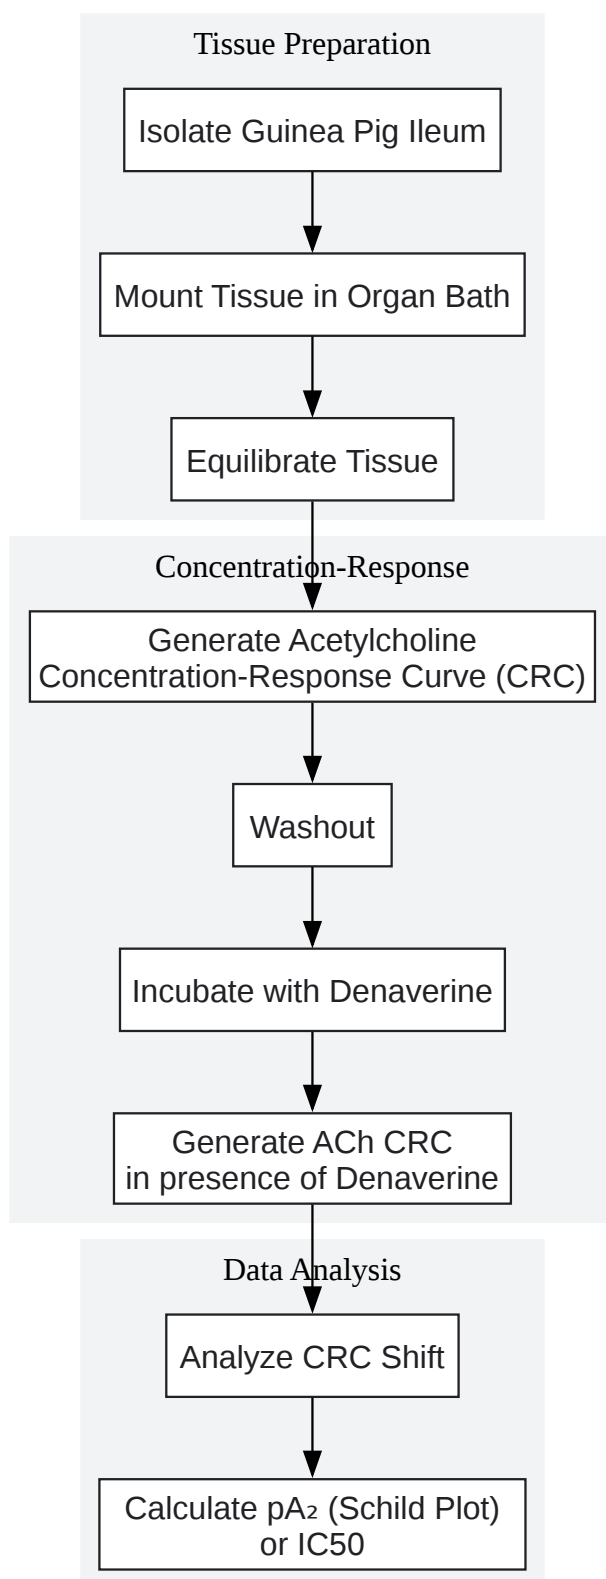 Tissue Preparation
Isolate Guinea Pig Ileum
Mount Tissue in Organ Bath
Equilibrate Tissue
Concentration-Response
Generate Acetylcholine
Concentration-Response Curve (CRC)
Washout
Incubate with Denaverine
Generate ACh CRC
in presence of Denaverine
Data Analysis
Analyze CRC Shift
Calculate pA₂ (Schild Plot)
or IC50